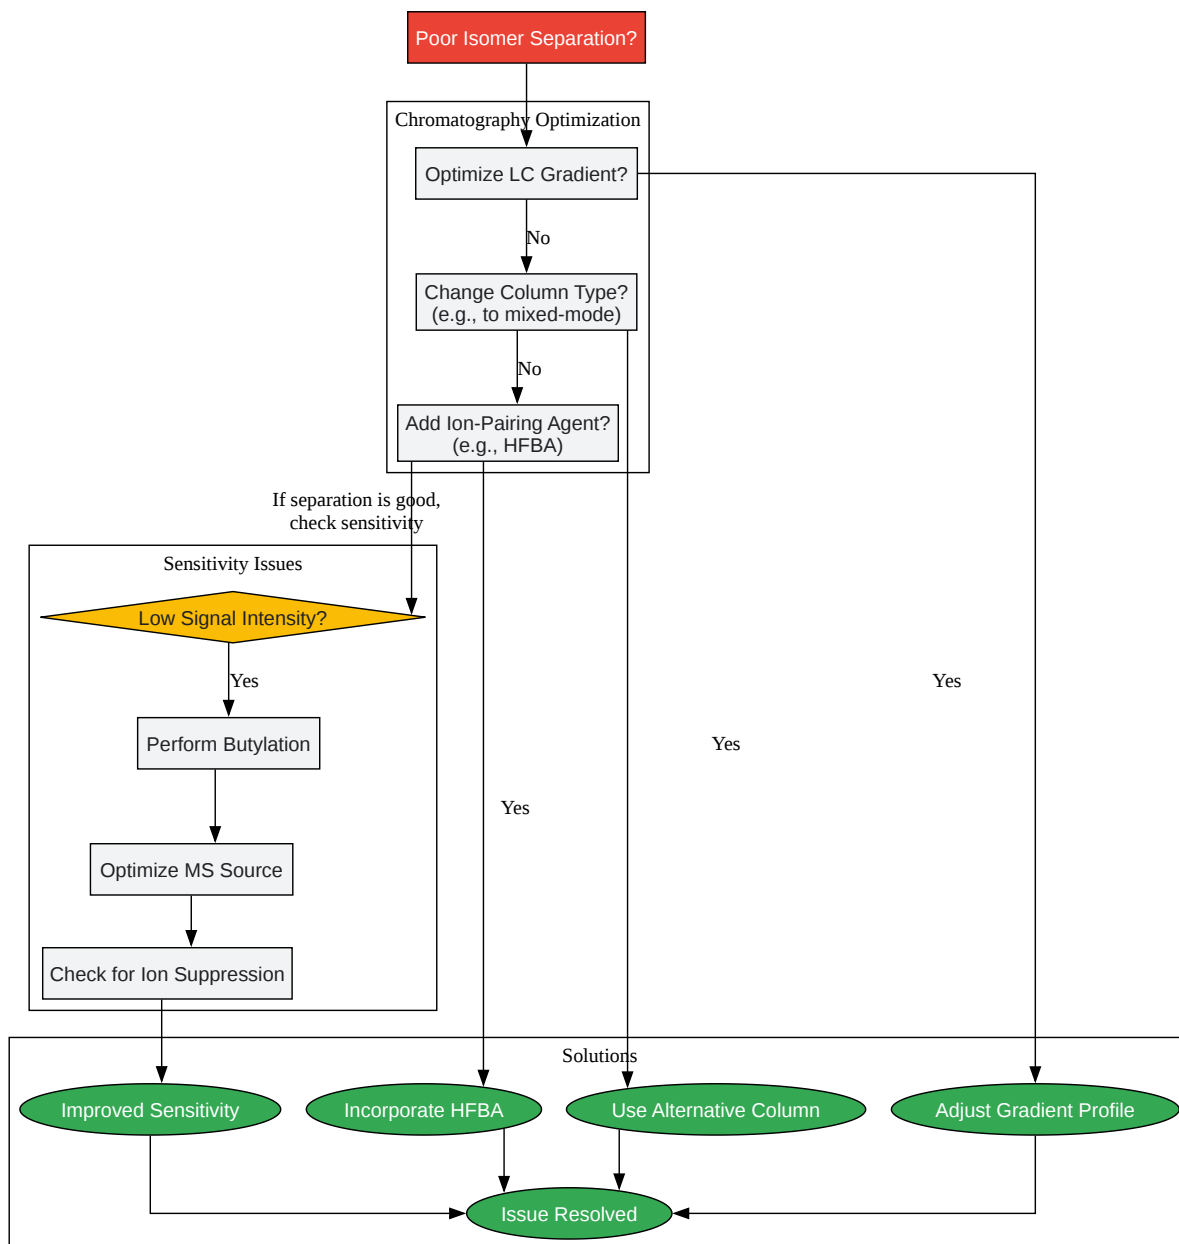 Poor Isomer Separation?
Chromatography Optimization
Optimize LC Gradient?
No
Change Column Type?
(e.g., to mixed-mode)
No
Add Ion-Pairing Agent?
(e.g., HFBA)
If separation is good,
check sensitivity
Sensitivity Issues
Low Signal Intensity?
Yes
Yes
Perform Butylation
Yes
Yes
Optimize MS Source
Check for Ion Suppression
Solutions
Improved Sensitivity
Incorporate HFBA
Use Alternative Column
Adjust Gradient Profile
Issue Resolved